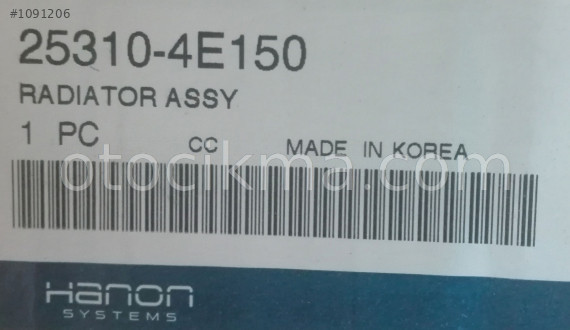 #1091206
25310-4E150
RADIATOR ASSY
1 PC CC MADE IN KOREA
otocikma.com
Hanon
SYSTEMS